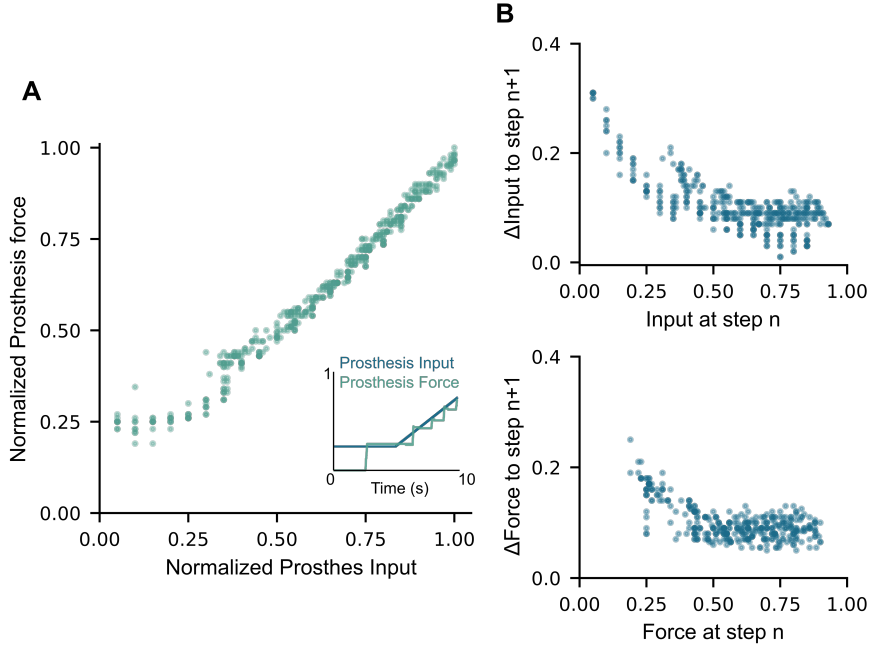 A
Normalized Prosthesis force
1.00
0.75
0.50
0.25
0.00
0.00
0.25
0.50
0.75
1.00
Normalized Prosthes Input
Prosthesis Input
Prosthesis Force
1
0
Time (s)
10
B
ΔInput to step n+1
0.4
0.2
0.0
0.00
0.25
0.50
0.75
1.00
Input at step n
ΔForce to step n+1
0.4
0.2
0.0
0.00
0.25
0.50
0.75
1.00
Force at step n